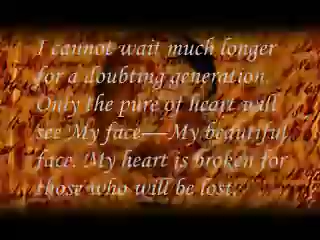 I cannot wait much longer
for a doubting generation.
Only the pure of heart will
see My face—My beautiful
face. My heart is broken for
those who will be lost.